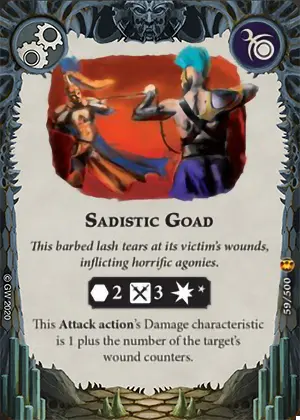 SADISTIC GOAD
This barbed lash tears at its victim's wounds,
inflicting horrific agonies.
2 3 *
This Attack action's Damage characteristic
is 1 plus the number of the target's
wound counters.
© GW 2020
59/500